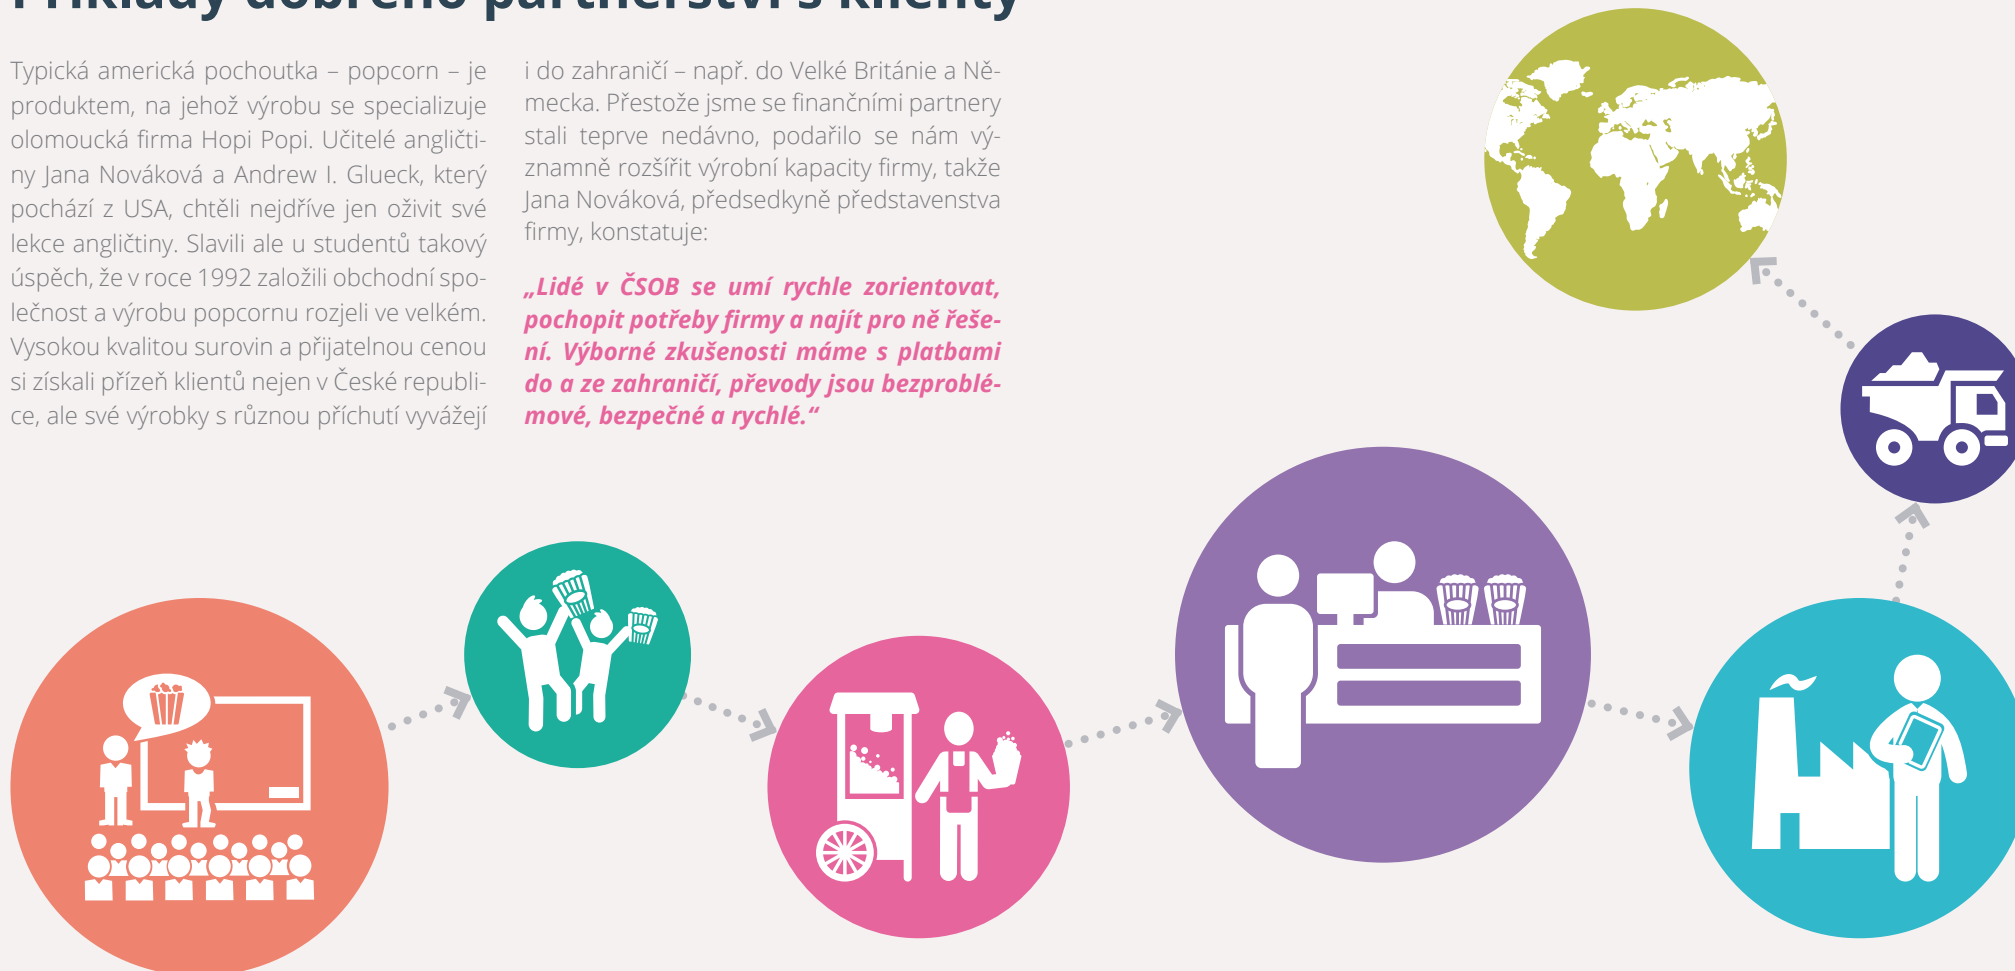 Příklady dobrého partnerství s klienty
Typická americká pochoutka – popcorn – je
produktem, na jehož výrobu se specializuje
olomoucká firma Hopi Popi. Učitelé angličti-
ny Jana Nováková a Andrew I. Glueck, který
pochází z USA, chtěli nejdříve jen oživit své
lekce angličtiny. Slavili ale u studentů takový
úspěch, že v roce 1992 založili obchodní spo-
lečnost a výrobu popcornu rozjeli ve velkém.
Vysokou kvalitou surovin a přijatelnou cenou
si získali přízeň klientů nejen v České republi-
ce, ale své výrobky s různou příchutí vyvážejí
i do zahraničí – např. do Velké Británie a Ně-
mecka. Přestože jsme se finančními partnery
stali teprve nedávno, podařilo se nám vý-
znamně rozšířit výrobní kapacity firmy, takže
Jana Nováková, předsedkyně představenstva
firmy, konstatuje:
„Lidé v ČSOB se umí rychle zorientovat,
pochopit potřeby firmy a najít pro ně řeše-
ní. Výborné zkušenosti máme s platbami
do a ze zahraničí, převody jsou bezproblé-
mové, bezpečné a rychlé.“